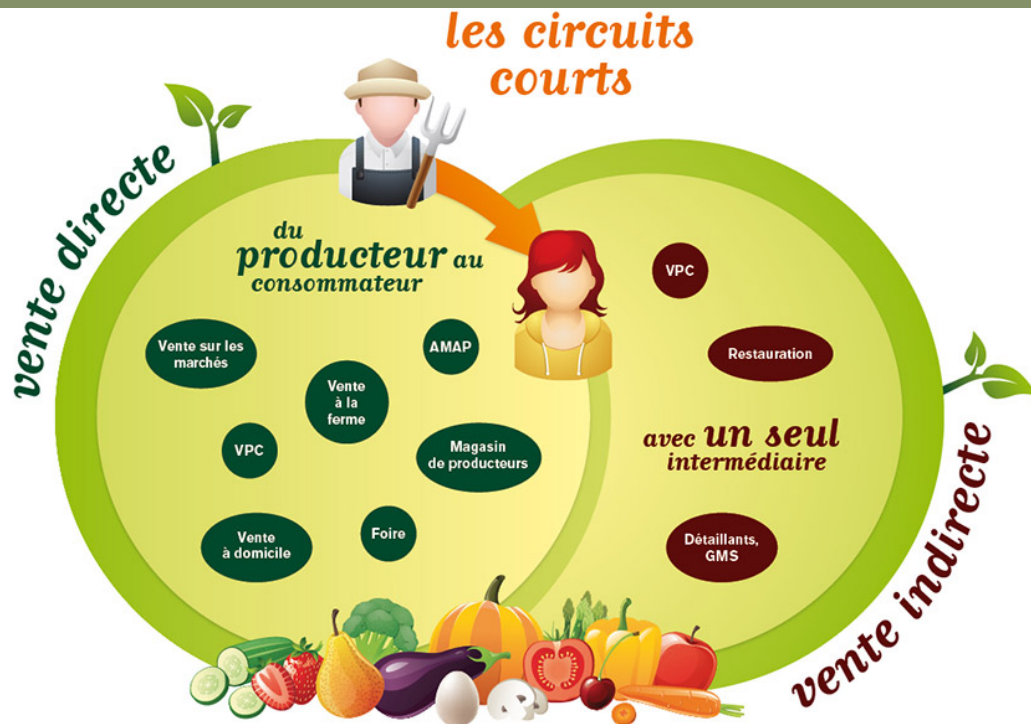 les circuits
courts
vente directe
du
producteur au
consommateur
Vente sur les
marchés
AMAP
Vente
à la
ferme
VPC
Magasin
de producteurs
Vente
à domicile
Foire
VPC
Restauration
avec un seul
intermédiaire
Détaillants,
GMS
vente indirecte